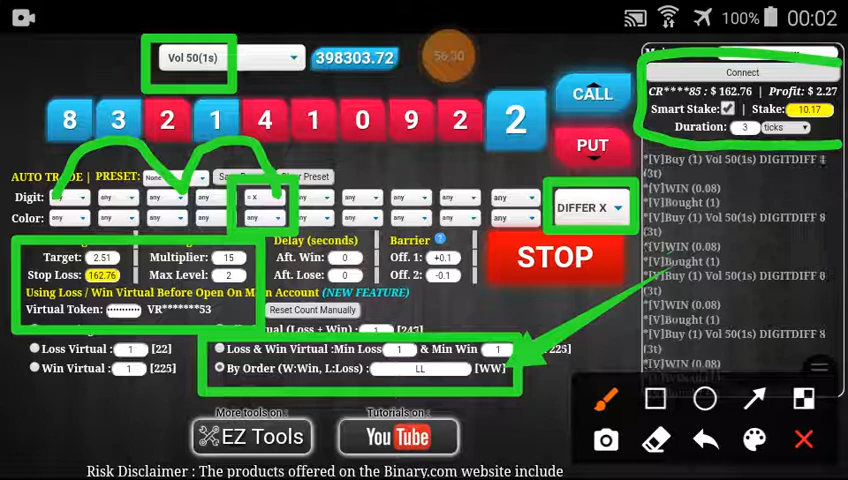 100% 00:02
Vol 50(1s)
398303.72
56:30
CALL
PUT
8 3 2 1 4 1 0 9 2 2
Connect
CR****85 : $ 162.76 | Profit: $ 2.27
Smart Stake: | Stake: 10.17
Duration: 3 ticks
AUTO TRADE | PRESET: None Clear Preset
Digit: any any any any = X any any any any any
Color: any any any any any any any any any any
DIFFER X
STOP
Delay (seconds) Barrier ?
Target: 2.51 Multiplier: 15 Aft. Win: 0 Off. 1: +0.1
Stop Loss: 162.76 Max Level: 2 Aft. Lose: 0 Off. 2: -0.1
Using Loss / Win Virtual Before Open On Main Account (NEW FEATURE)
Virtual Token: ••••••••••• VR*******53 Reset Count Manually
(Loss + Win) : 1 [247]
Loss Virtual : 1 [22] Loss & Win Virtual :Min Loss 1 & Min Win 1 [225]
Win Virtual : 1 [225] By Order (W:Win, L:Loss) : LL [WW]
*[V]Buy (1) Vol 50(1s) DIGITDIFF 4
(3t)
*[V]WIN (0.08)
*[V]Bought (1)
*[V]Buy (1) Vol 50(1s) DIGITDIFF 8
(3t)
*[V]WIN (0.08)
*[V]Bought (1)
*[V]Buy (1) Vol 50(1s) DIGITDIFF 8
(3t)
*[V]WIN (0.08)
*[V]Bought (1)
*[V]Buy (1) Vol 50(1s) DIGITDIFF 8
(3t)
*[V]WIN (0.08)
*[V]Bought (1)
More tools on :
EZ Tools
Tutorials on :
YouTube
Risk Disclaimer : The products offered on the Binary.com website include